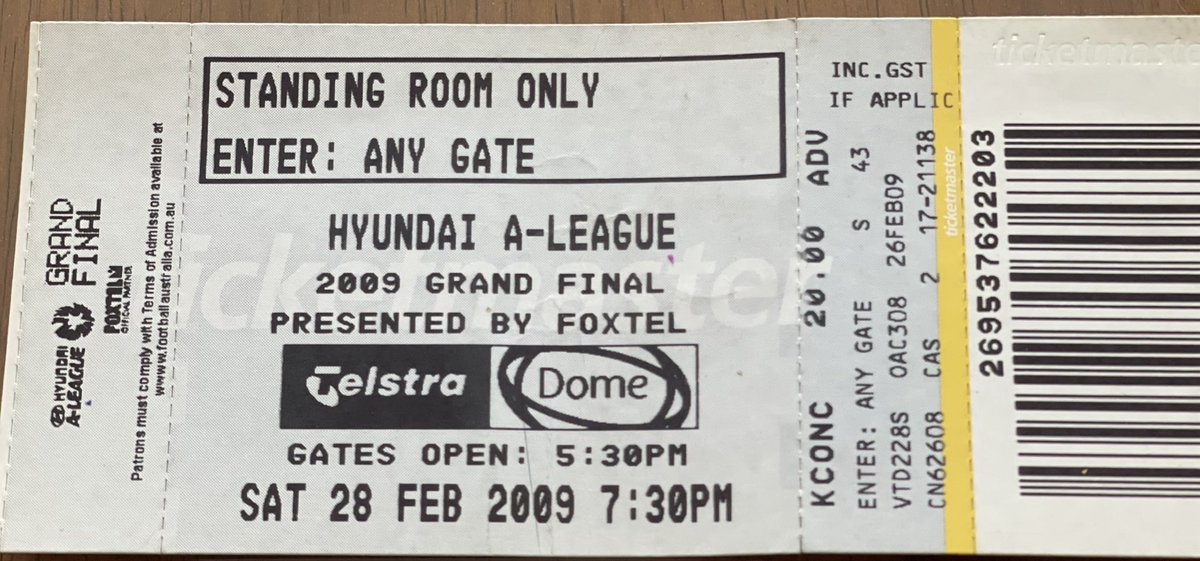 STANDING ROOM ONLY
ENTER: ANY GATE
HYUNDAI A-LEAGUE
2009 GRAND FINAL
PRESENTED BY FOXTEL
Telstra Dome
GATES OPEN: 5:30PM
SAT 28 FEB 2009 7:30PM
HYUNDAI
A-LEAGUE
GRAND
FINAL
FOXTEL
OFFICIAL PARTNER
Patrons must comply with Terms of Admission available at
www.footballaustralia.com.au
ticketmaster
INC.GST
IF APPLIC
KCONC 20.00 ADV
ENTER: ANY GATE S 43
VTD228S OAC308 26FEB09
CN62608 CAS 2 17-21138
ticketmaster
269537622203
ticketmaster